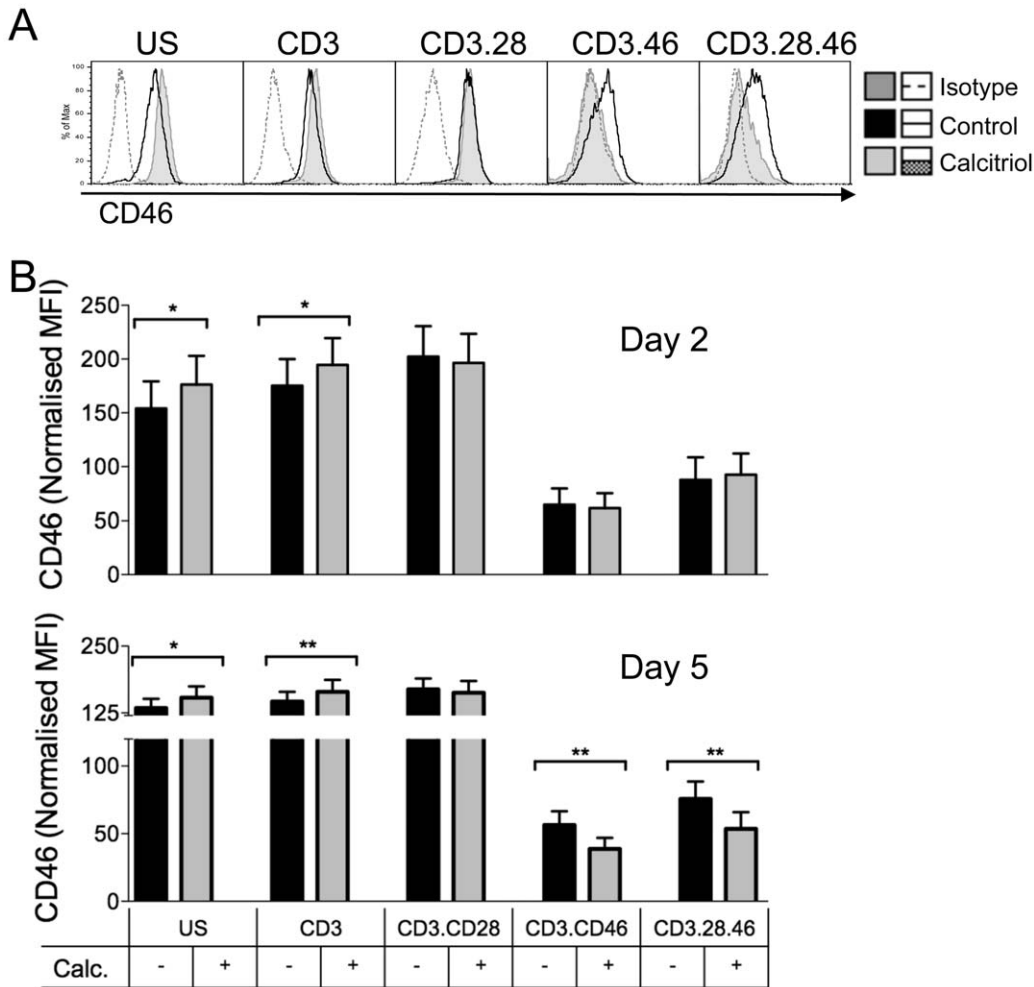 A
US CD3 CD3.28 CD3.46 CD3.28.46
% of Max
100
80
60
40
20
0
CD46
Isotype
Control
Calcitriol
B
CD46 (Normalised MFI)
250
200
150
100
50
0
* *
Day 2
CD46 (Normalised MFI)
250
125
100
50
0
* ** ** **
Day 5
US CD3 CD3.CD28 CD3.CD46 CD3.28.46
Calc. - + - + - + - + - +